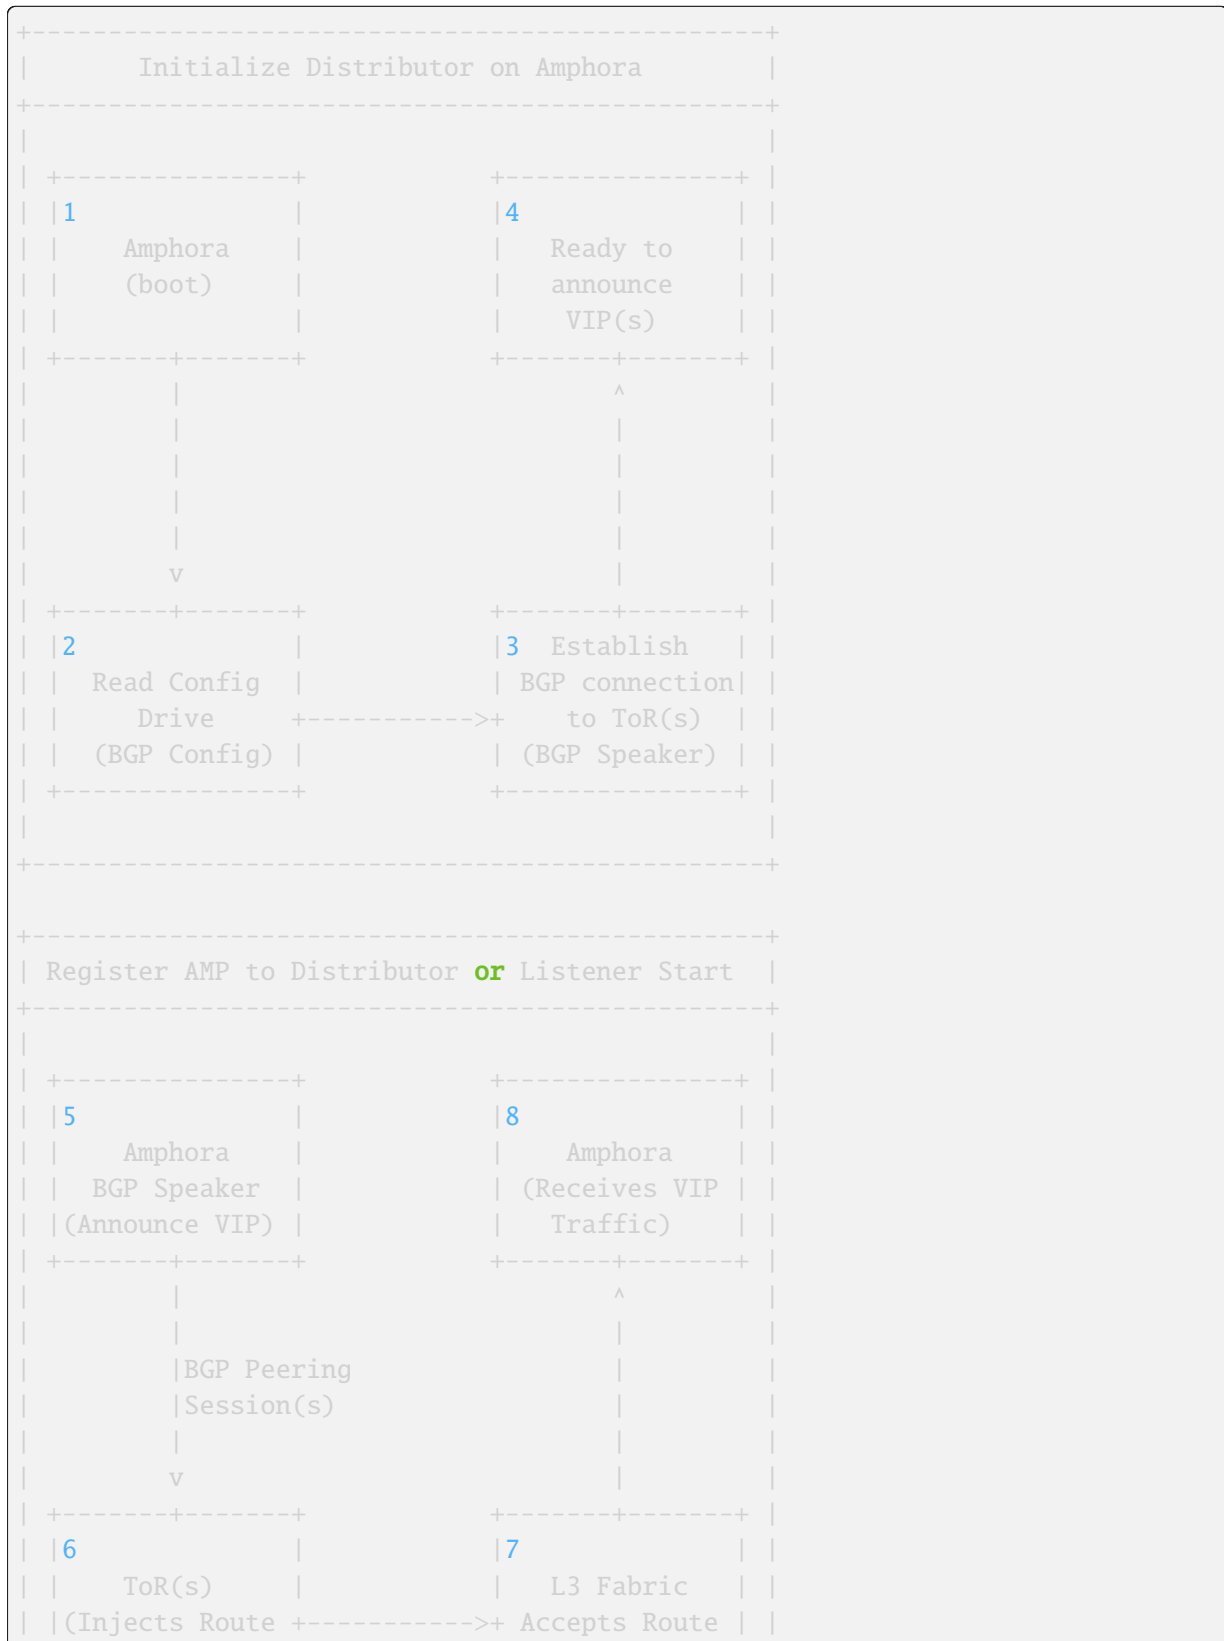 +------------------------------------------------+
|       Initialize Distributor on Amphora        |
+------------------------------------------------+
|                                                |
| +---------------+            +---------------+ |
| |1              |            |4              | |
| |    Amphora    |            |   Ready to    | |
| |    (boot)     |            |   announce    | |
| |               |            |    VIP(s)     | |
| +-------+-------+            +-------+-------+ |
|         |                            ^         |
|         |                            |         |
|         |                            |         |
|         |                            |         |
|         |                            |         |
|         v                            |         |
| +-------+-------+            +-------+-------+ |
| |2              |            |3  Establish   | |
| |  Read Config  |            | BGP connection| |
| |     Drive     +----------->+    to ToR(s)  | |
| |  (BGP Config) |            | (BGP Speaker) | |
| +---------------+            +---------------+ |
|                                                |
+------------------------------------------------+

+------------------------------------------------+
| Register AMP to Distributor or Listener Start  |
+------------------------------------------------+
|                                                |
| +---------------+            +---------------+ |
| |5              |            |8              | |
| |    Amphora    |            |    Amphora    | |
| |  BGP Speaker  |            | (Receives VIP | |
| |(Announce VIP) |            |   Traffic)    | |
| +-------+-------+            +-------+-------+ |
|         |                            ^         |
|         |                            |         |
|         |BGP Peering                 |         |
|         |Session(s)                  |         |
|         |                            |         |
|         v                            |         |
| +-------+-------+            +-------+-------+ |
| |6              |            |7              | |
| |    ToR(s)     |            |   L3 Fabric   | |
| |(Injects Route +----------->+ Accepts Route | |